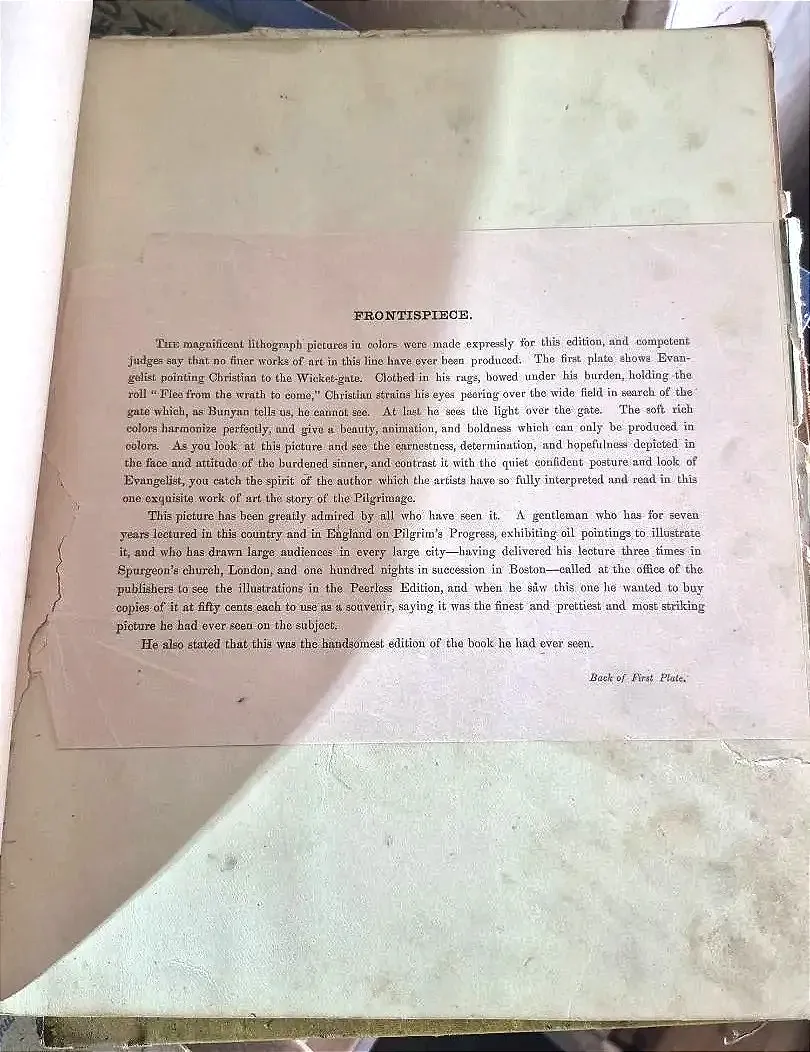 FRONTISPIECE.
THE magnificent lithograph pictures in colors were made expressly for this edition, and competent
judges say that no finer works of art in this line have ever been produced. The first plate shows Evan-
gelist pointing Christian to the Wicket-gate. Clothed in his rags, bowed under his burden, holding the
roll “ Flee from the wrath to come,” Christian strains his eyes peering over the wide field in search of the
gate which, as Bunyan tells us, he cannot see. At last he sees the light over the gate. The soft rich
colors harmonize perfectly, and give a beauty, animation, and boldness which can only be produced in
colors. As you look at this picture and see the earnestness, determination, and hopefulness depicted in
the face and attitude of the burdened sinner, and contrast it with the quiet confident posture and look of
Evangelist, you catch the spirit of the author which the artists have so fully interpreted and read in this
one exquisite work of art the story of the Pilgrimage.
This picture has been greatly admired by all who have seen it. A gentleman who has for seven
years lectured in this country and in England on Pilgrim's Progress, exhibiting oil pointings to illustrate
it, and who has drawn large audiences in every large city—having delivered his lecture three times in
Spurgeon's church, London, and one hundred nights in succession in Boston—called at the office of the
publishers to see the illustrations in the Peerless Edition, and when he saw this one he wanted to buy
copies of it at fifty cents each to use as a souvenir, saying it was the finest and prettiest and most striking
picture he had ever seen on the subject.
He also stated that this was the handsomest edition of the book he had ever seen.
Back of First Plate.